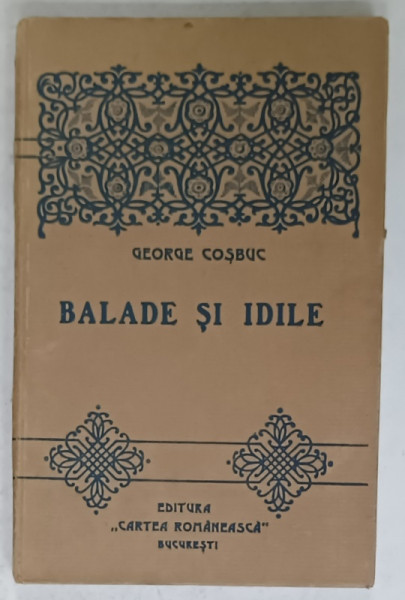 GEORGE COȘBUC
BALADE ȘI IDILE
EDITURA
„CARTEA ROMÂNEASCĂ"
BUCUREȘTI